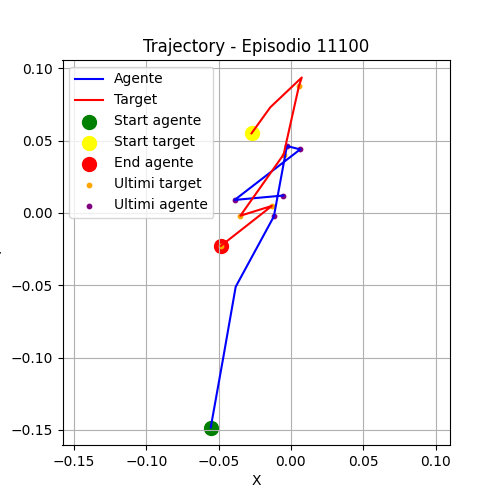 Trajectory - Episodio 11100
Agente
Target
Start agente
Start target
End agente
Ultimi target
Ultimi agente
0.10
0.05
0.00
−0.05
−0.10
−0.15
−0.15
−0.10
−0.05
0.00
0.05
0.10
X